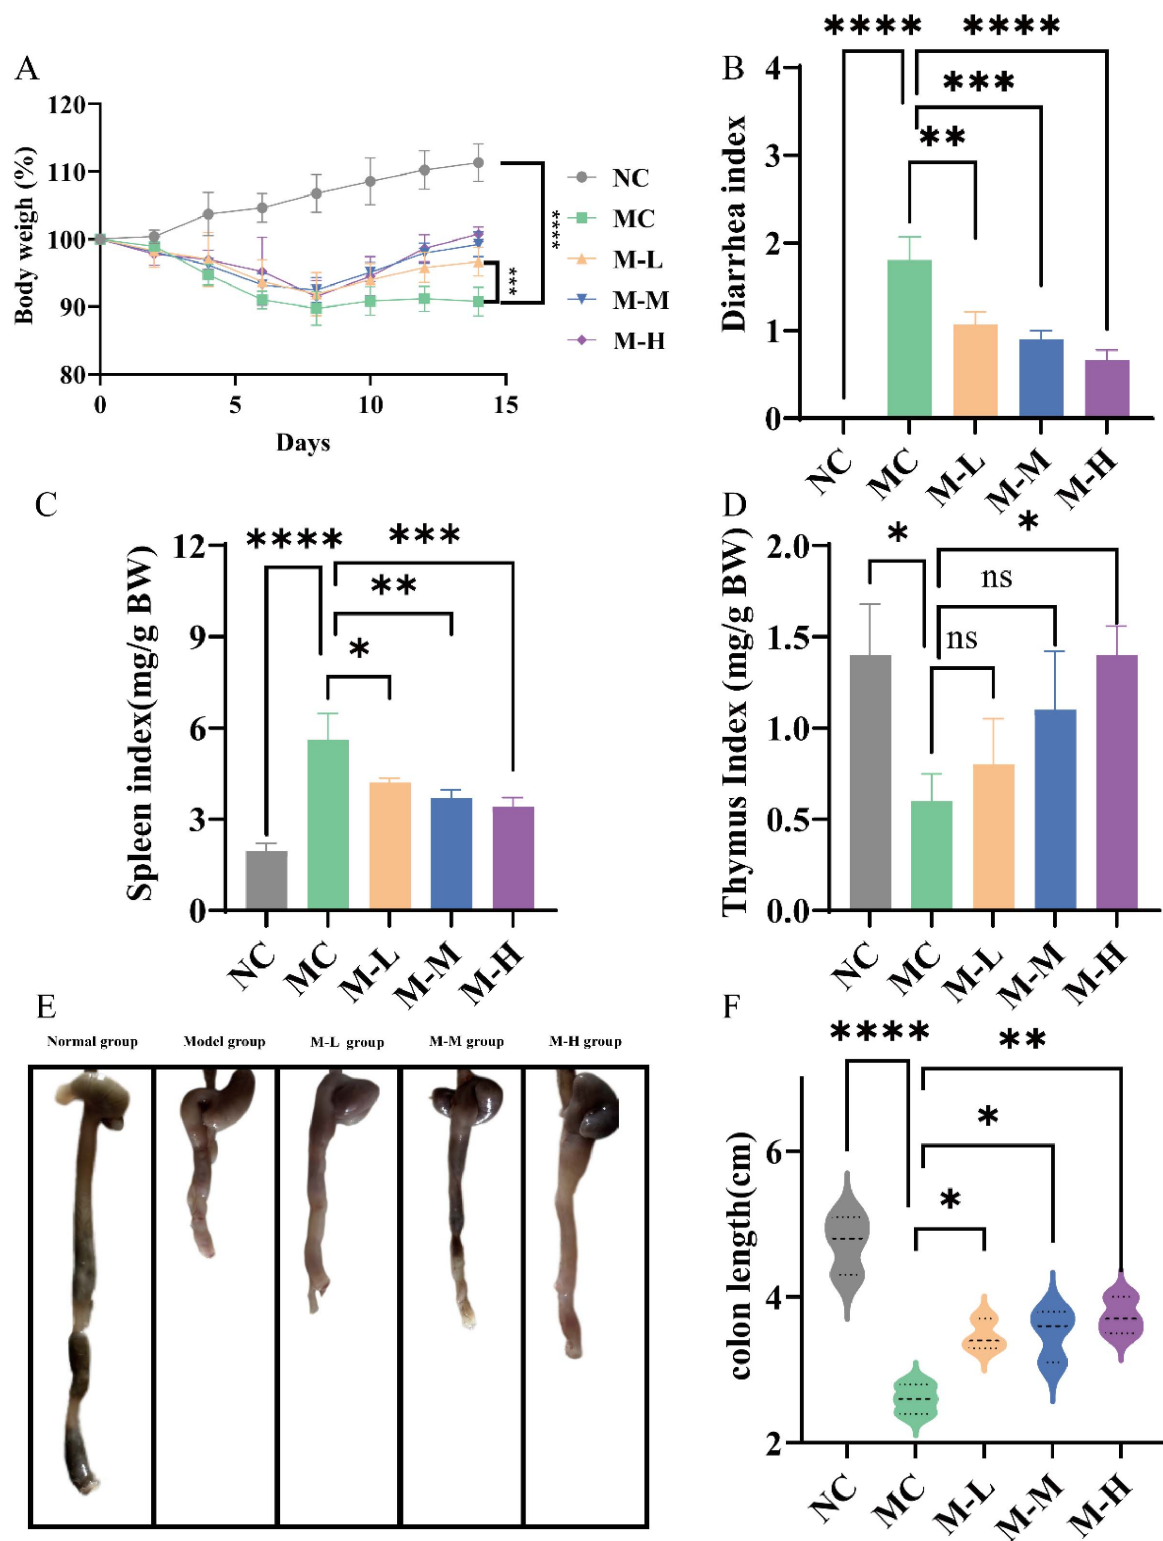 A
Body weigh (%)
120
110
100
90
80
0
5
10
15
Days
****
***
NC
MC
M-L
M-M
M-H
B
Diarrhea index
4
3
2
1
0
**** ****
***
**
NC
MC
M-L
M-M
M-H
C
Spleen index(mg/g BW)
12
9
6
3
0
**** ***
**
*
NC
MC
M-L
M-M
M-H
D
Thymus Index (mg/g BW)
2.0
1.5
1.0
0.5
0.0
* *
ns
ns
NC
MC
M-L
M-M
M-H
E
Normal group
Model group
M-L group
M-M group
M-H group
F
colon length(cm)
6
4
2
**** **
*
*
NC
MC
M-L
M-M
M-H